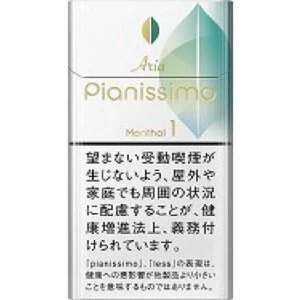 Aria
Pianissimo
Menthol 1
望まない受動喫煙が
生じないよう、屋外や
家庭でも周囲の状況
に配慮することが、健
康増進法上、義務付
けられています。
「pianissimo」、「less」の表現は、
健康への悪影響が他製品より小さい
ことを意味するものではありません。